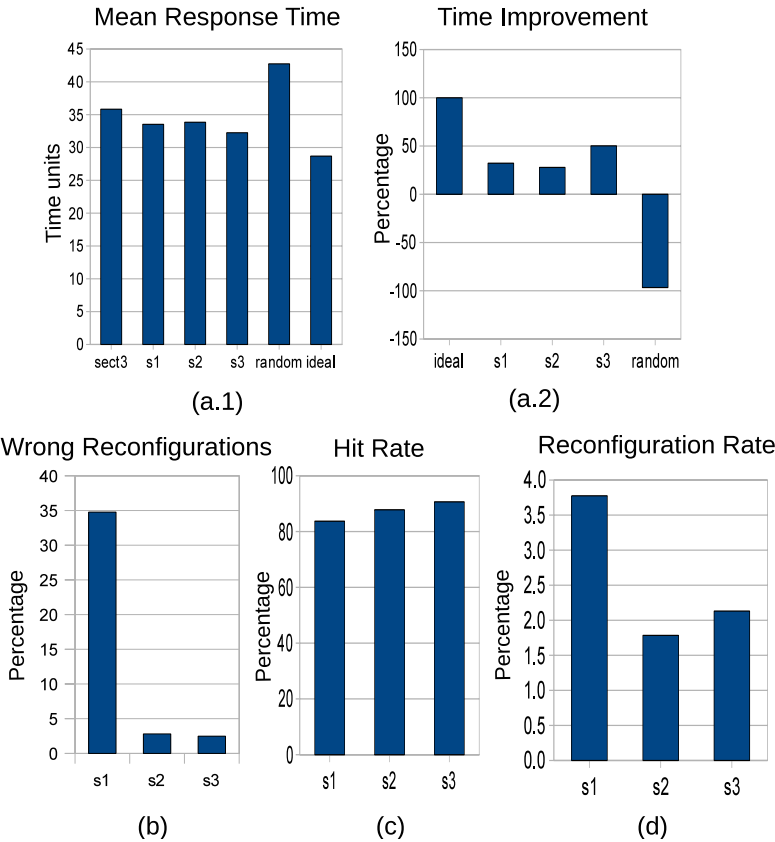 Mean Response Time
Time units
45
40
35
30
25
20
15
10
5
0
sect3 s1 s2 s3 random ideal
(a.1)
Time Improvement
Percentage
150
100
50
0
-50
-100
-150
ideal s1 s2 s3 random
(a.2)
Wrong Reconfigurations
Percentage
40
35
30
25
20
15
10
5
0
s1 s2 s3
(b)
Hit Rate
Percentage
100
80
60
40
20
0
s1 s2 s3
(c)
Reconfiguration Rate
Percentage
4.0
3.5
3.0
2.5
2.0
1.5
1.0
0.5
0.0
s1 s2 s3
(d)